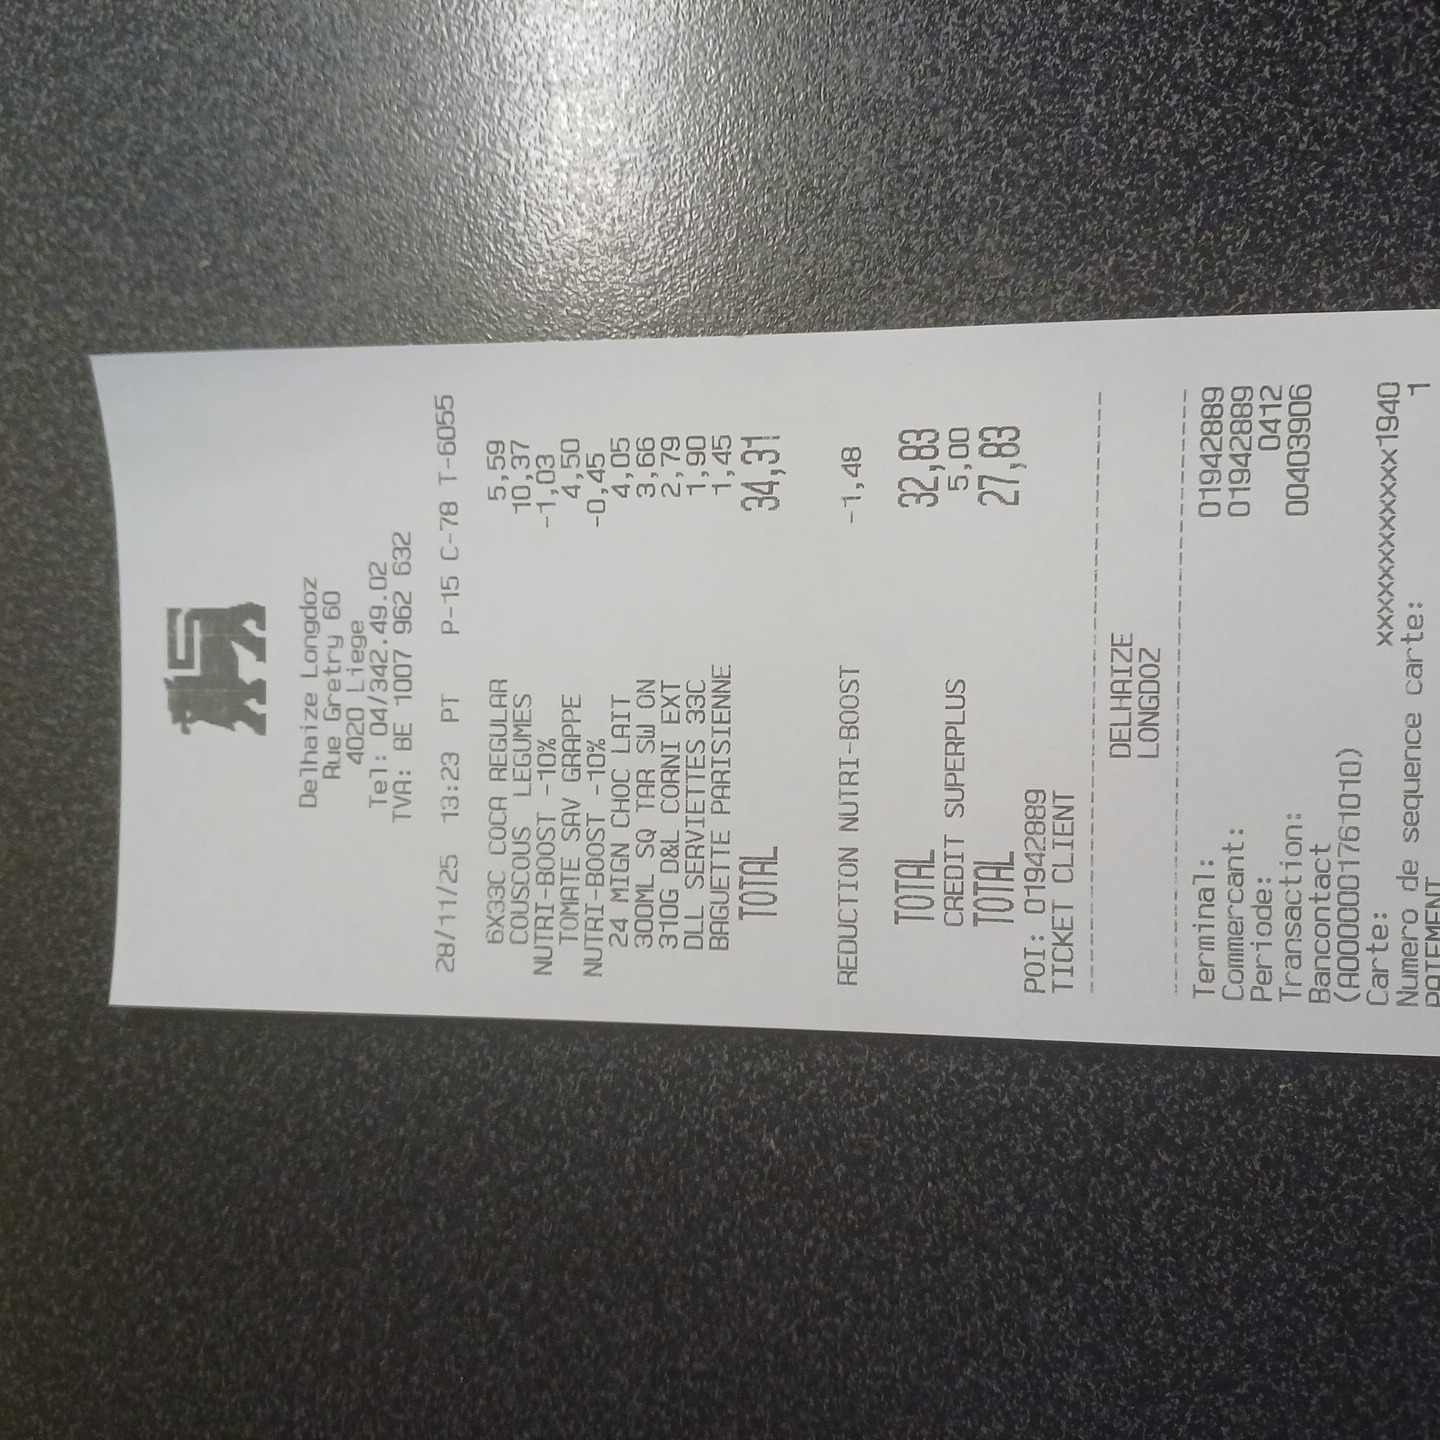 Delhaize Longdoz
Rue Gretry 60
4020 Liege
Tel: 04/342.49.02
TVA: BE 1007 962 632
28/11/25 13:23 PT P-15 C-78 T-6055
6X33C COCA REGULAR 5,59
COUSCOUS LEGUMES 10,37
NUTRI-BOOST -10% -1,03
TOMATE SAV GRAPPE 4,50
NUTRI-BOOST -10% -0,45
24 MIGN CHOC LAIT 4,05
300ML SQ TAR SW ON 3,66
310G D&L CORNI EXT 2,79
DLL SERVIETTES 33C 1,90
BAGUETTE PARISIENNE 1,45
TOTAL 34,31
REDUCTION NUTRI-BOOST -1,48
TOTAL 32,83
CREDIT SUPERPLUS 5,00
TOTAL 27,83
POI: 01942889
TICKET CLIENT
DELHAIZE
LONGDOZ
Terminal: 01942889
Commercant: 01942889
Periode: 0412
Transaction: 00403906
Bancontact
(A0000001761010)
Carte: xxxxxxxxxxxxx1940
Numero de sequence carte: 1
PAIEMENT